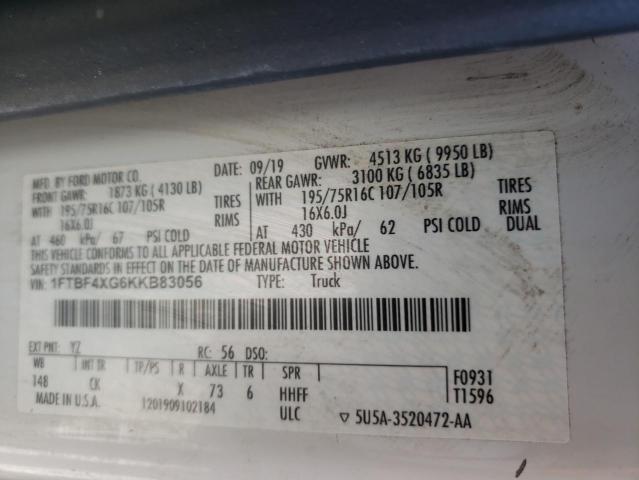 MFD. BY FORD MOTOR CO.
DATE: 09/19 GVWR: 4513 KG ( 9950 LB)
FRONT GAWR: 1873 KG ( 4130 LB) REAR GAWR: 3100 KG ( 6835 LB)
WITH 195/75R16C 107/105R TIRES WITH 195/75R16C 107/105R TIRES
16X6.0J RIMS 16X6.0J RIMS
AT 460 kPa/ 67 PSI COLD AT 430 kPa/ 62 PSI COLD DUAL
THIS VEHICLE CONFORMS TO ALL APPLICABLE FEDERAL MOTOR VEHICLE
SAFETY STANDARDS IN EFFECT ON THE DATE OF MANUFACTURE SHOWN ABOVE.
VIN: 1FTBF4XG6KKB83056 TYPE: Truck
EXT PNT: YZ RC: 56 DSO:
WB INT TR TP/PS R AXLE TR SPR F0931
148 CK X 73 6 HHFF T1596
MADE IN U.S.A. 1201909102184 ULC ▽ 5U5A-3520472-AA